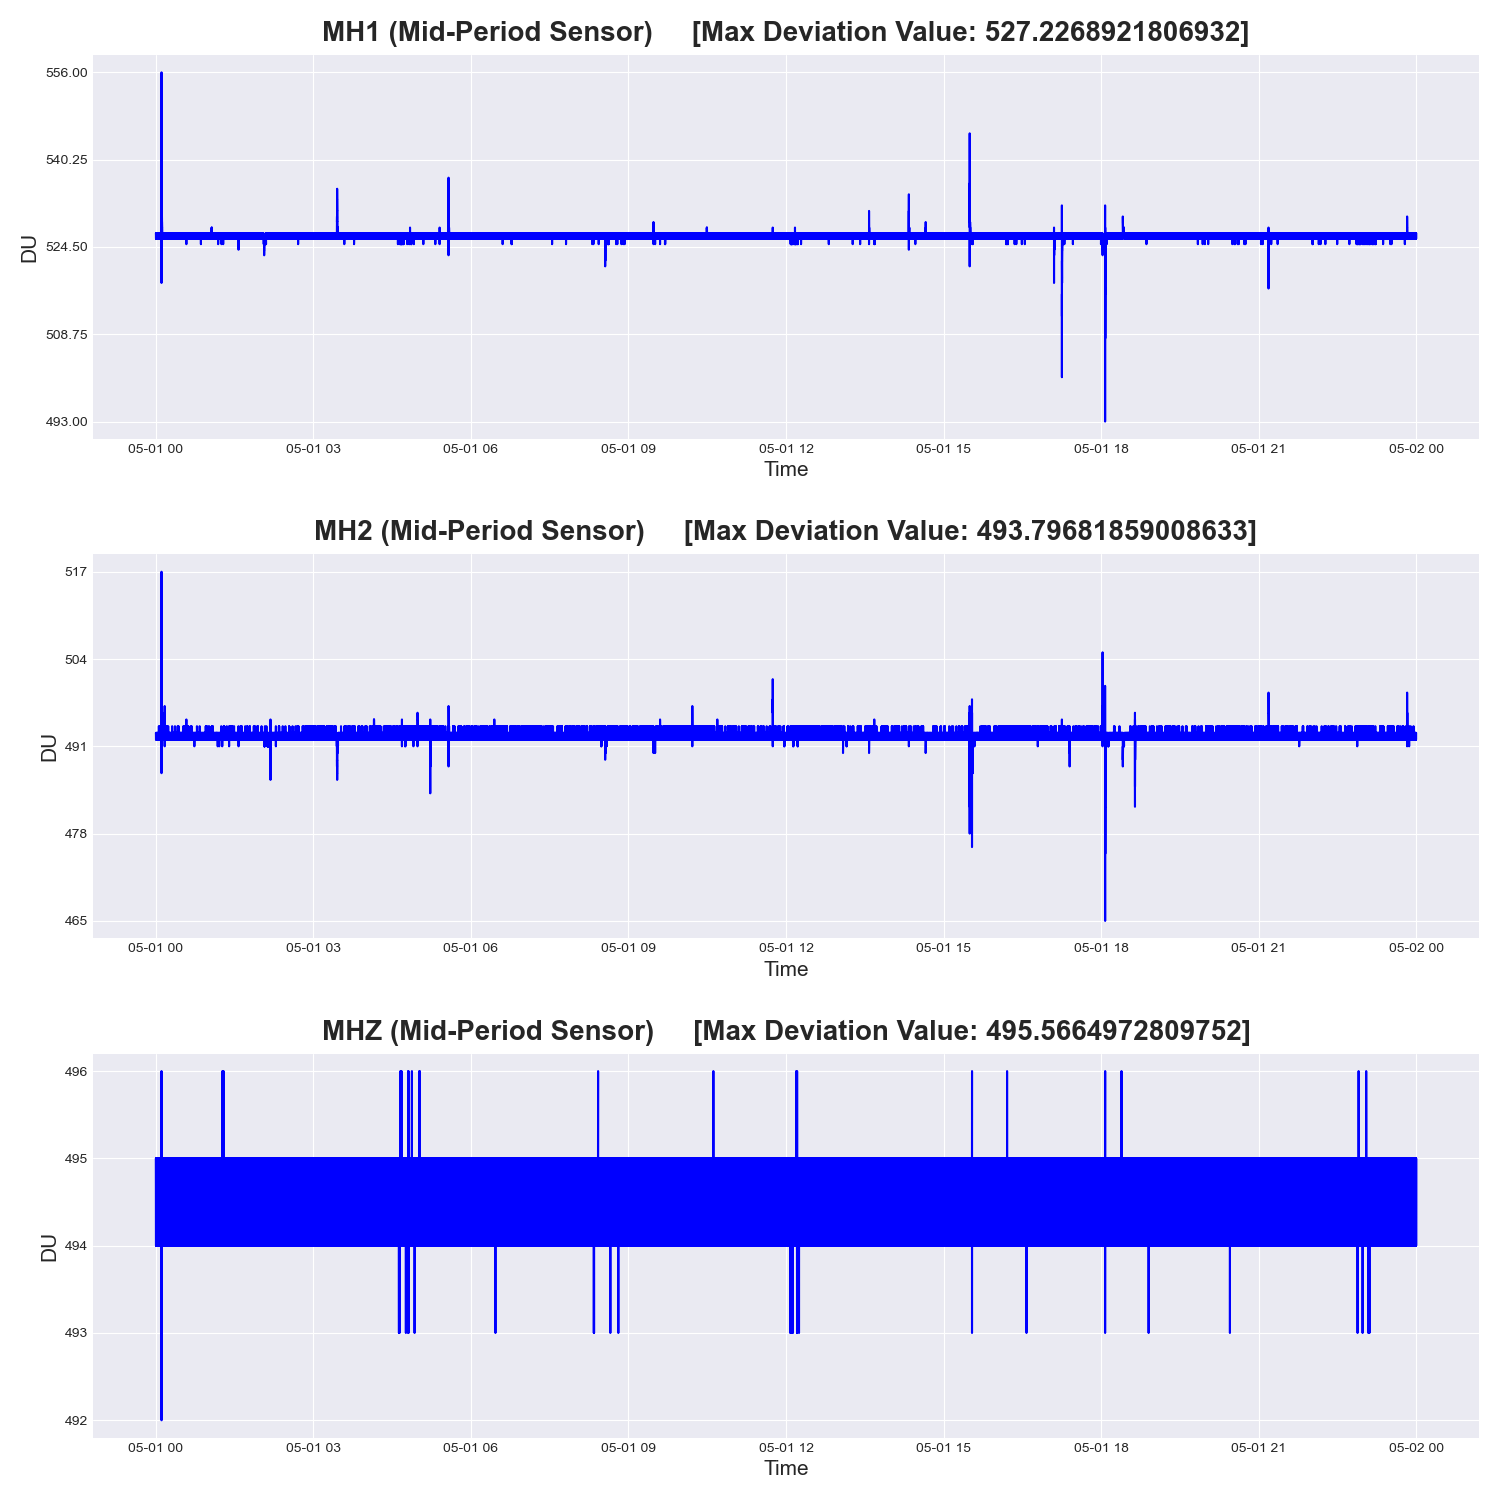 MH1 (Mid-Period Sensor)     [Max Deviation Value: 527.2268921806932]
556.00
540.25
524.50
508.75
493.00
DU
05-01 00 05-01 03 05-01 06 05-01 09 05-01 12 05-01 15 05-01 18 05-01 21 05-02 00
Time
MH2 (Mid-Period Sensor)     [Max Deviation Value: 493.79681859008633]
517
504
491
478
465
DU
05-01 00 05-01 03 05-01 06 05-01 09 05-01 12 05-01 15 05-01 18 05-01 21 05-02 00
Time
MHZ (Mid-Period Sensor)     [Max Deviation Value: 495.5664972809752]
496
495
494
493
492
DU
05-01 00 05-01 03 05-01 06 05-01 09 05-01 12 05-01 15 05-01 18 05-01 21 05-02 00
Time